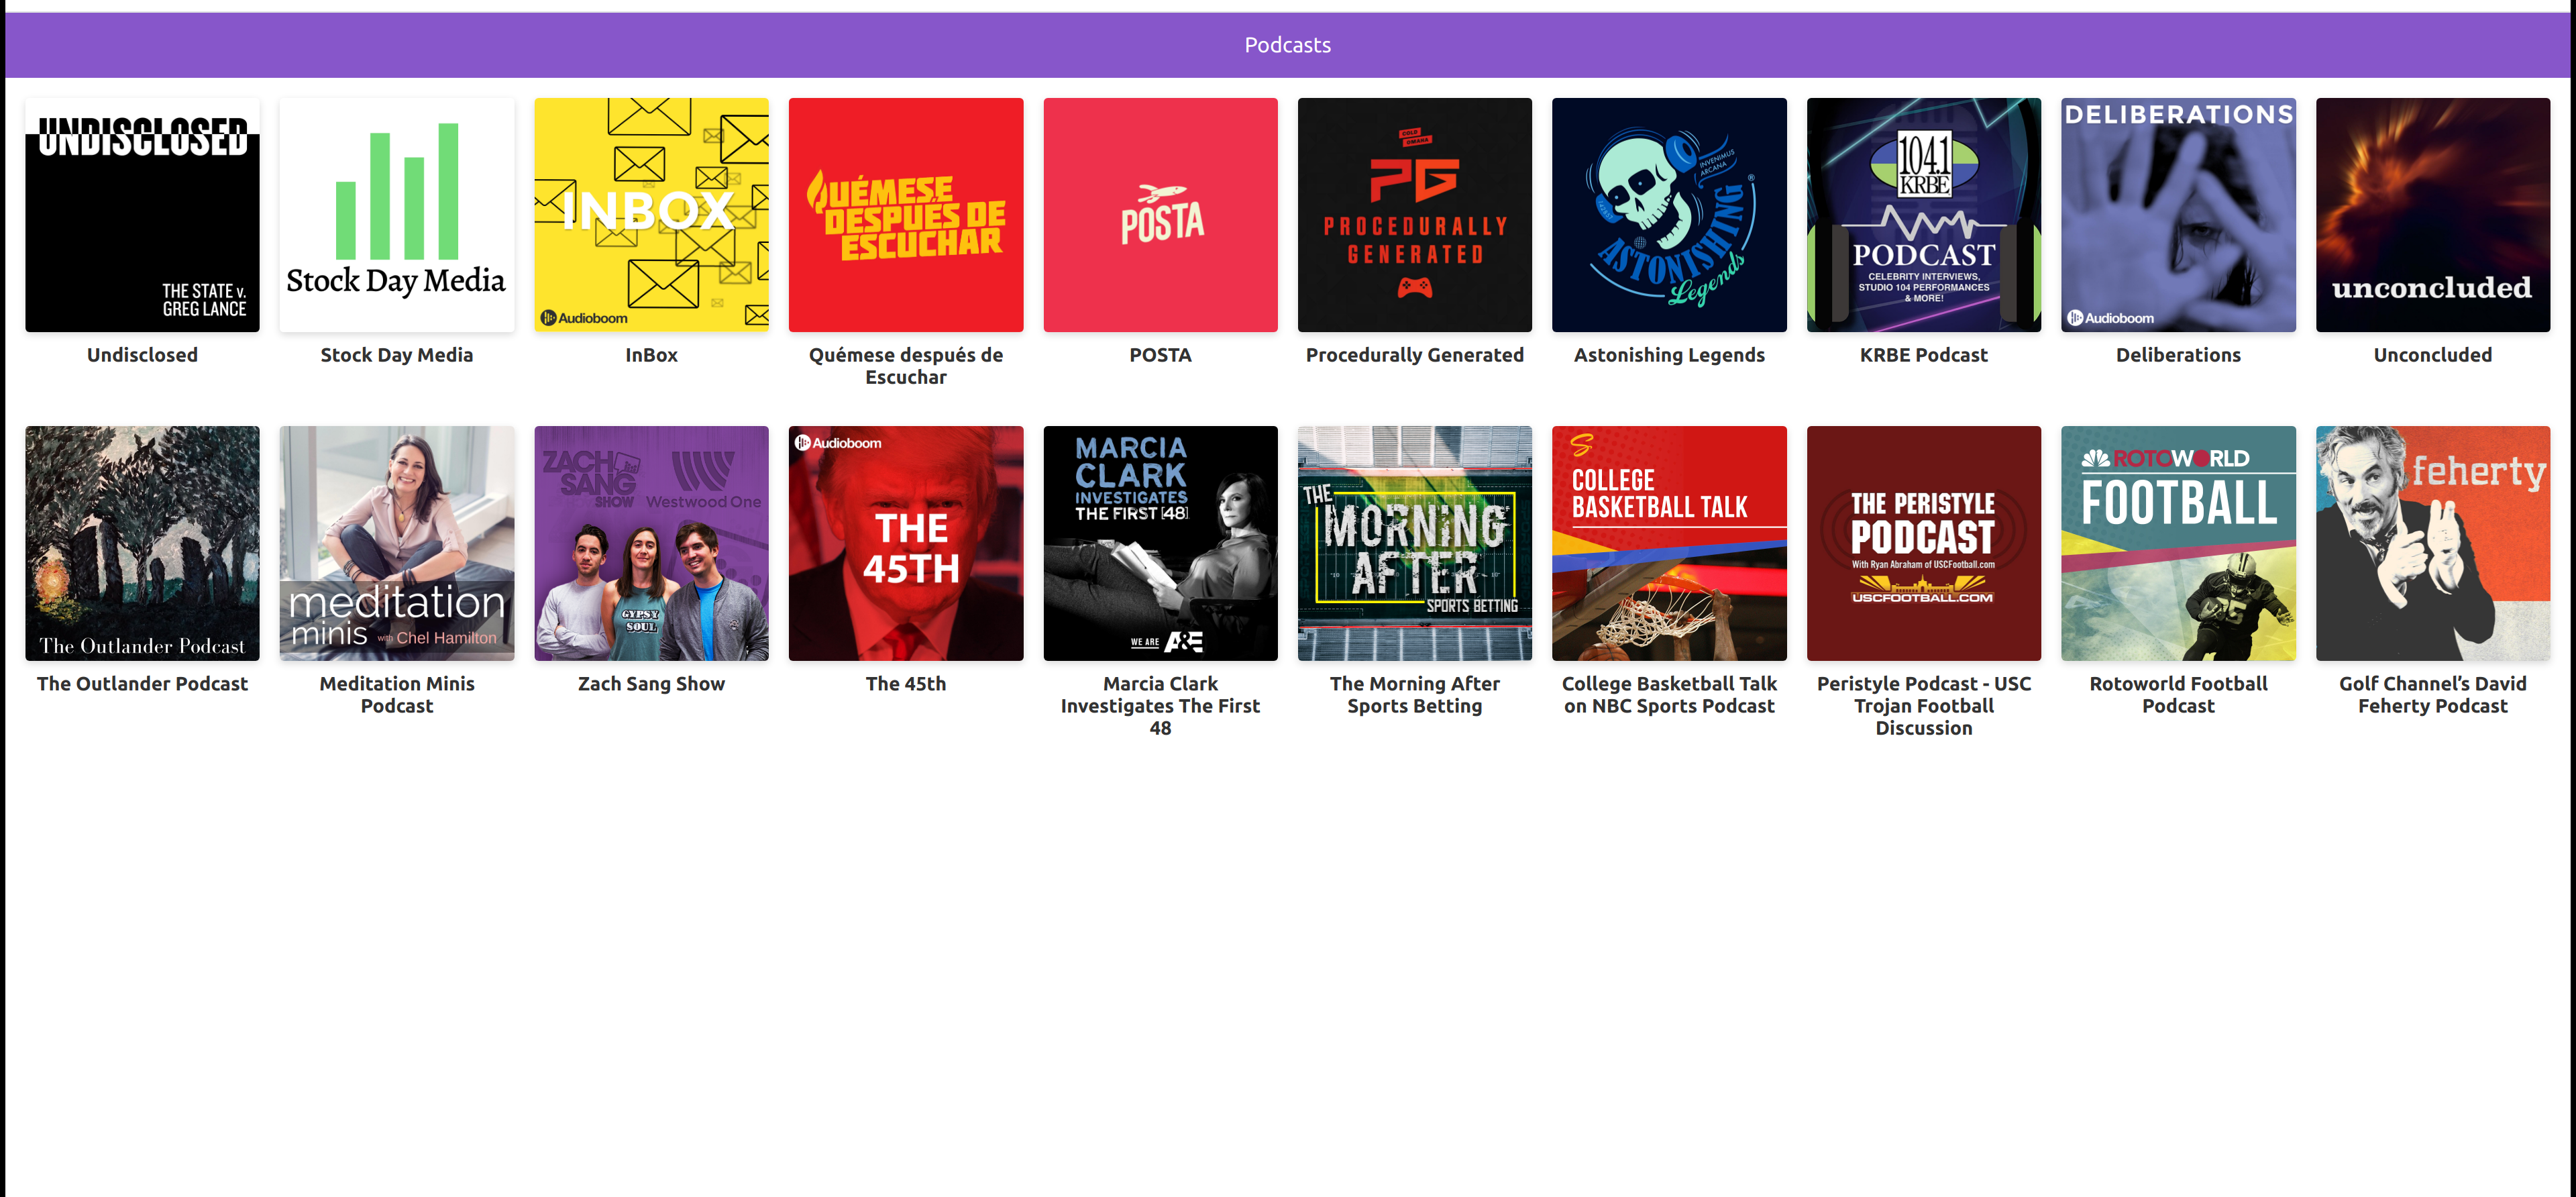 Podcasts
UNDISCLOSED
THE STATE v.
GREG LANCE
Undisclosed
Stock Day Media
Stock Day Media
INBOX
Audioboom
InBox
QUÉMESE
DESPUÉS DE
ESCUCHAR
Quémese después de
Escuchar
POSTA
POSTA
GOLD
OMAHA
PG
PROCEDURALLY
GENERATED
Procedurally Generated
INVENIMUS
ARCANA
ASTONISHING
Legends
Astonishing Legends
104.1
KRBE
PODCAST
CELEBRITY INTERVIEWS,
STUDIO 104 PERFORMANCES
& MORE!
KRBE Podcast
DELIBERATIONS
Audioboom
Deliberations
unconcluded
Unconcluded
The Outlander Podcast
The Outlander Podcast
meditation
minis with Chel Hamilton
Meditation Minis
Podcast
ZACH
SANG
SHOW
Westwood One
GYPSY
SOUL
Zach Sang Show
Audioboom
THE
45TH
The 45th
MARCIA
CLARK
INVESTIGATES
THE FIRST [48]
WE ARE A&E
Marcia Clark
Investigates The First
48
THE
MORNING
AFTER
SPORTS BETTING
The Morning After
Sports Betting
S
COLLEGE
BASKETBALL TALK
College Basketball Talk
on NBC Sports Podcast
THE PERISTYLE
PODCAST
With Ryan Abraham of USCFootball.com
USCFOOTBALL.COM
Peristyle Podcast - USC
Trojan Football
Discussion
ROTOWORLD
FOOTBALL
Rotoworld Football
Podcast
feherty
Golf Channel's David
Feherty Podcast